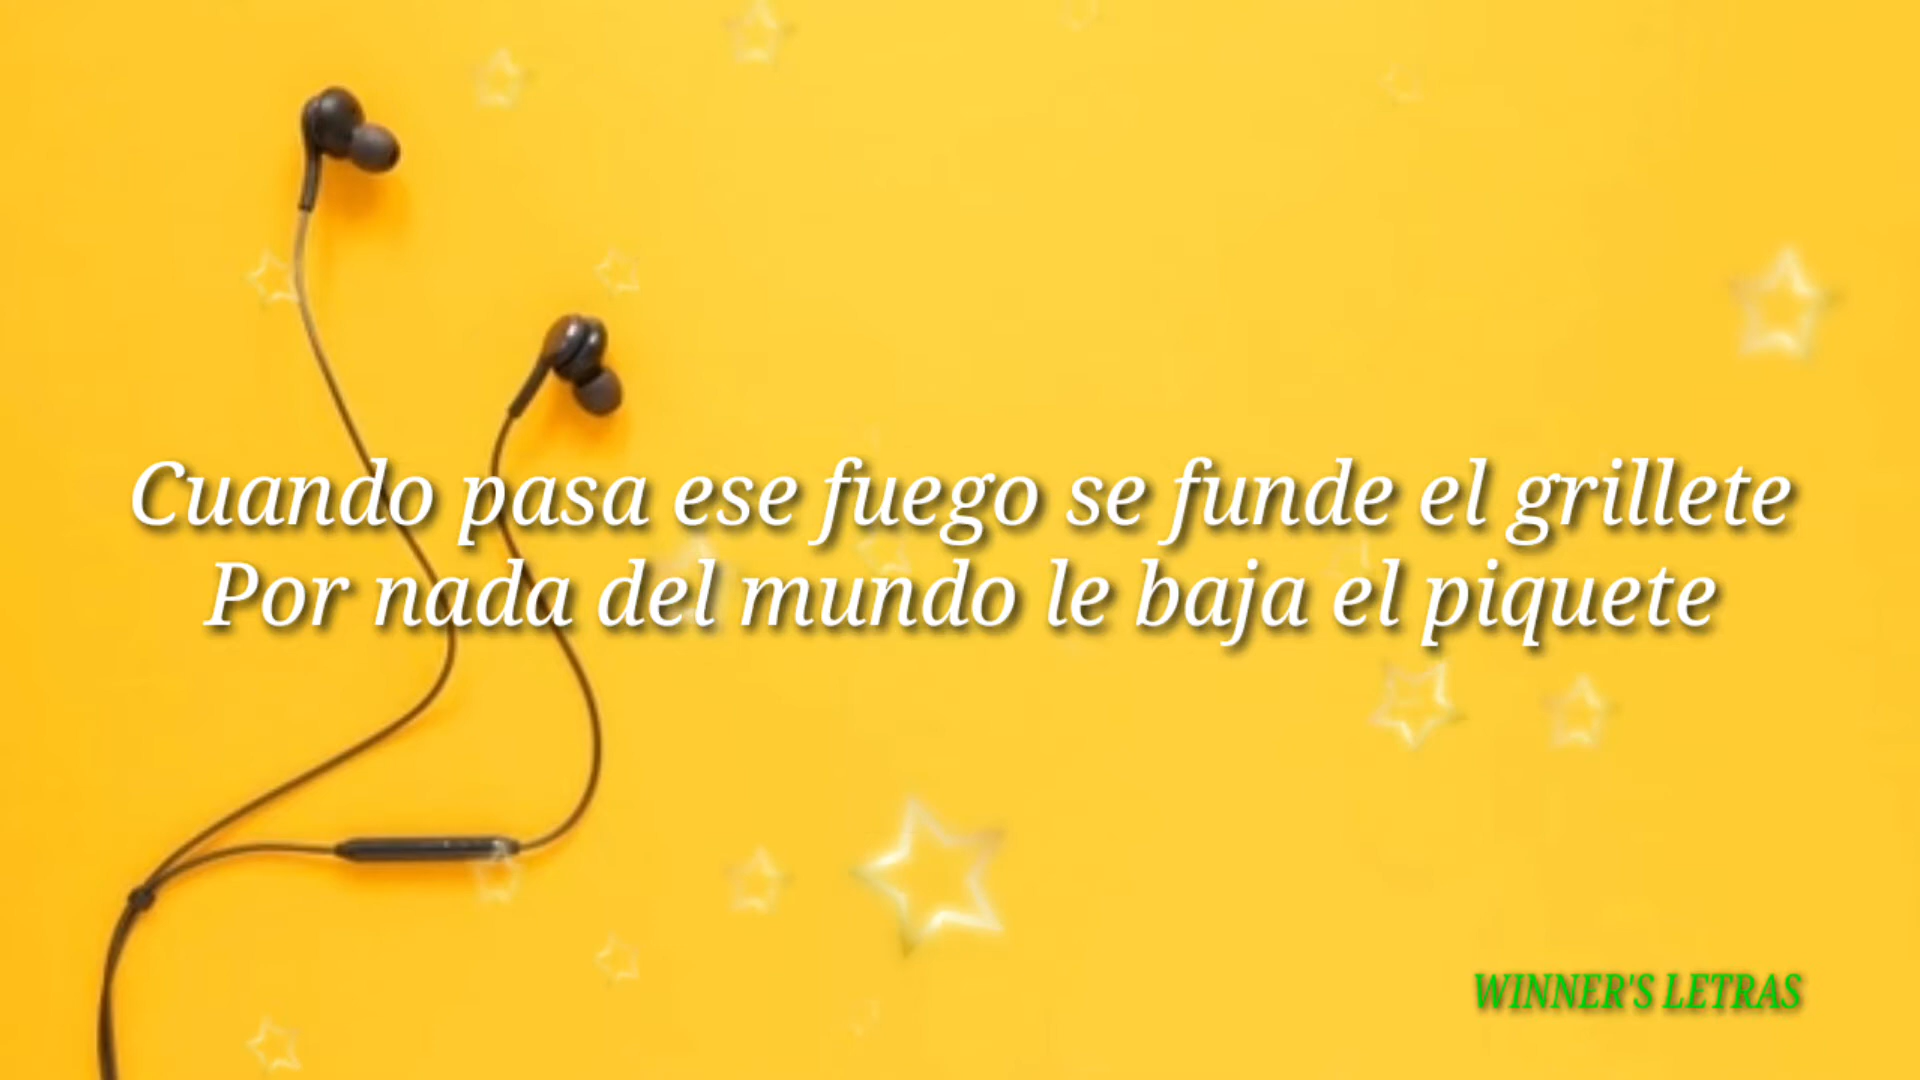 Cuando pasa ese fuego se funde el grillete
Por nada del mundo le baja el piquete
WINNER'S LETRAS